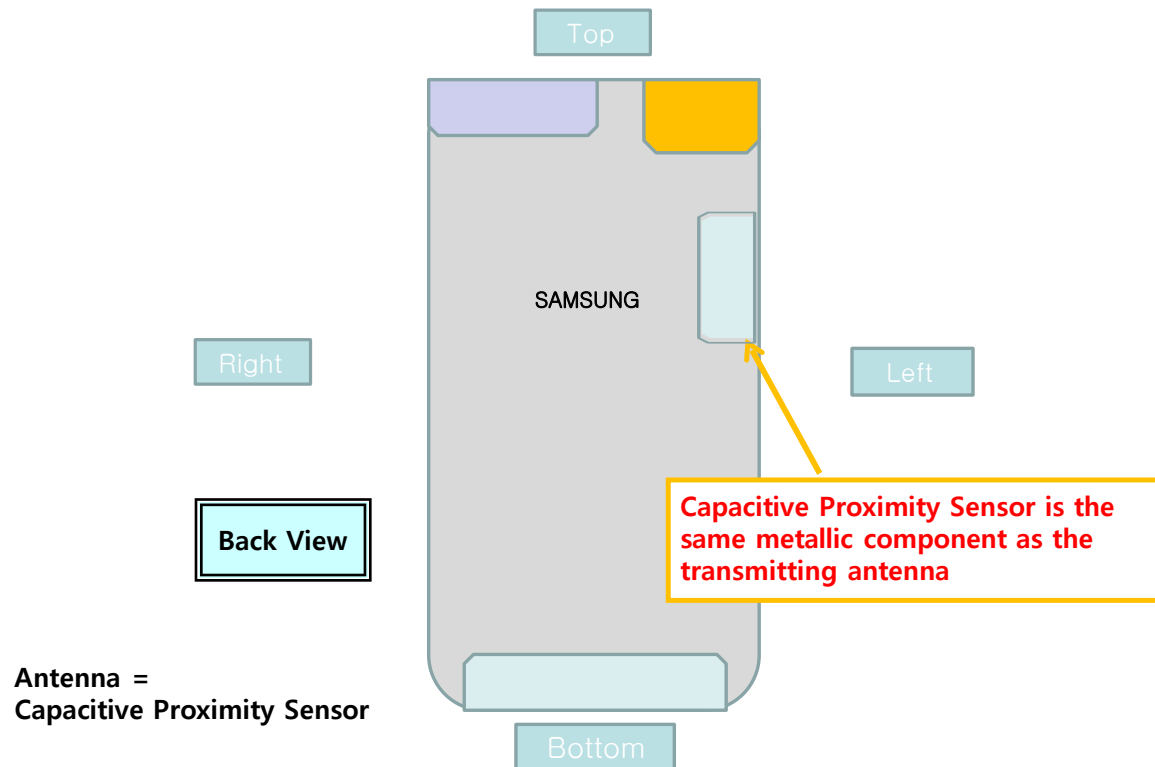 Top
SAMSUNG
Right
Left
Capacitive Proximity Sensor is the
same metallic component as the
transmitting antenna
Back View
Antenna =
Capacitive Proximity Sensor
Bottom